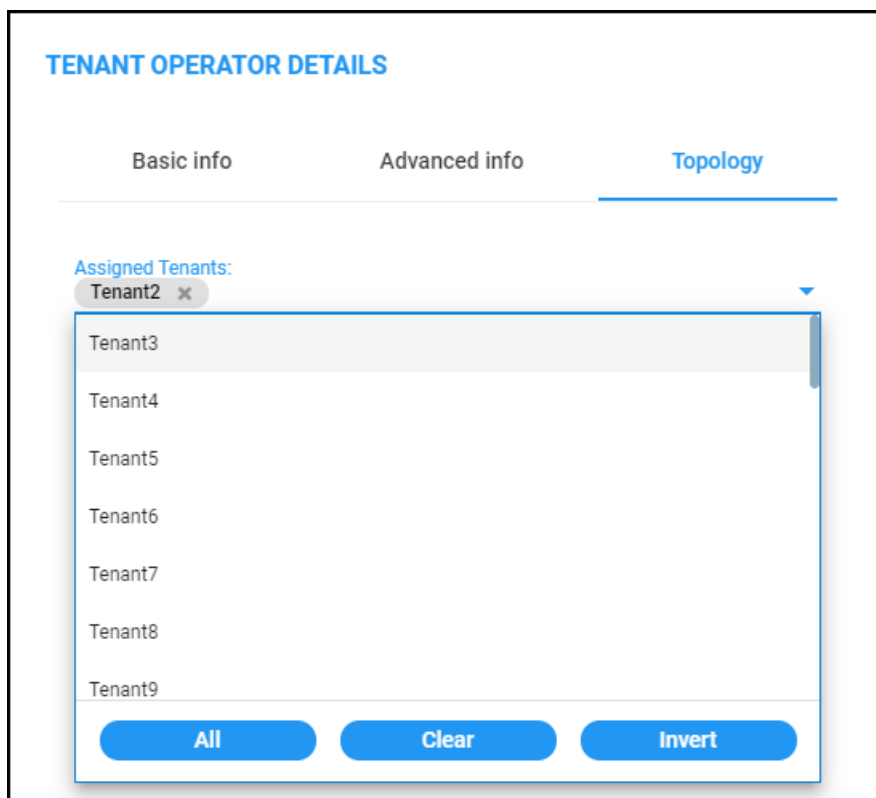 TENANT OPERATOR DETAILS
Basic info Advanced info Topology
Assigned Tenants:
Tenant2 ×
Tenant3
Tenant4
Tenant5
Tenant6
Tenant7
Tenant8
Tenant9
All Clear Invert